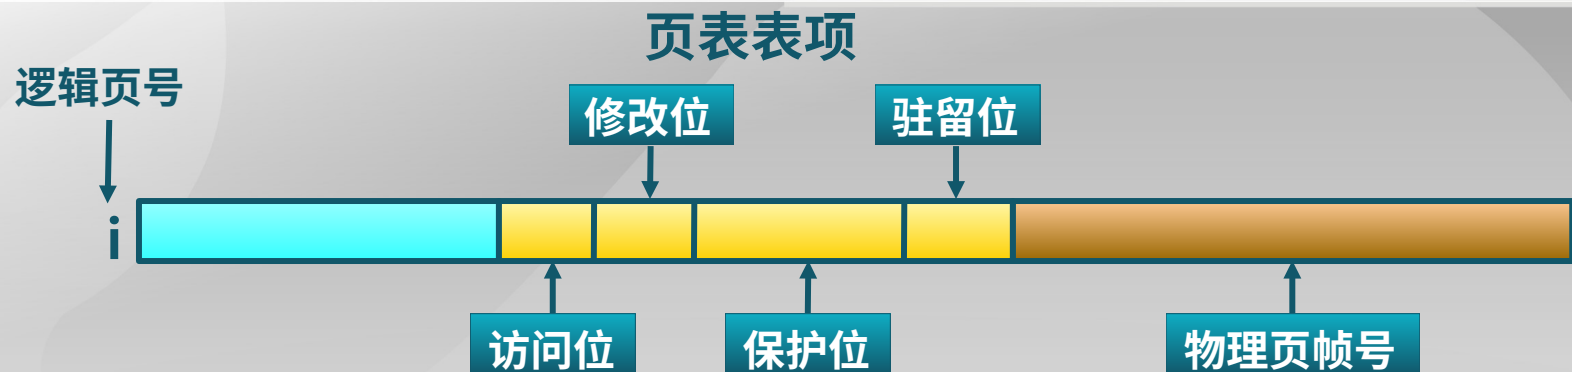 页表表项
逻辑页号
修改位
驻留位
i
访问位
保护位
物理页帧号